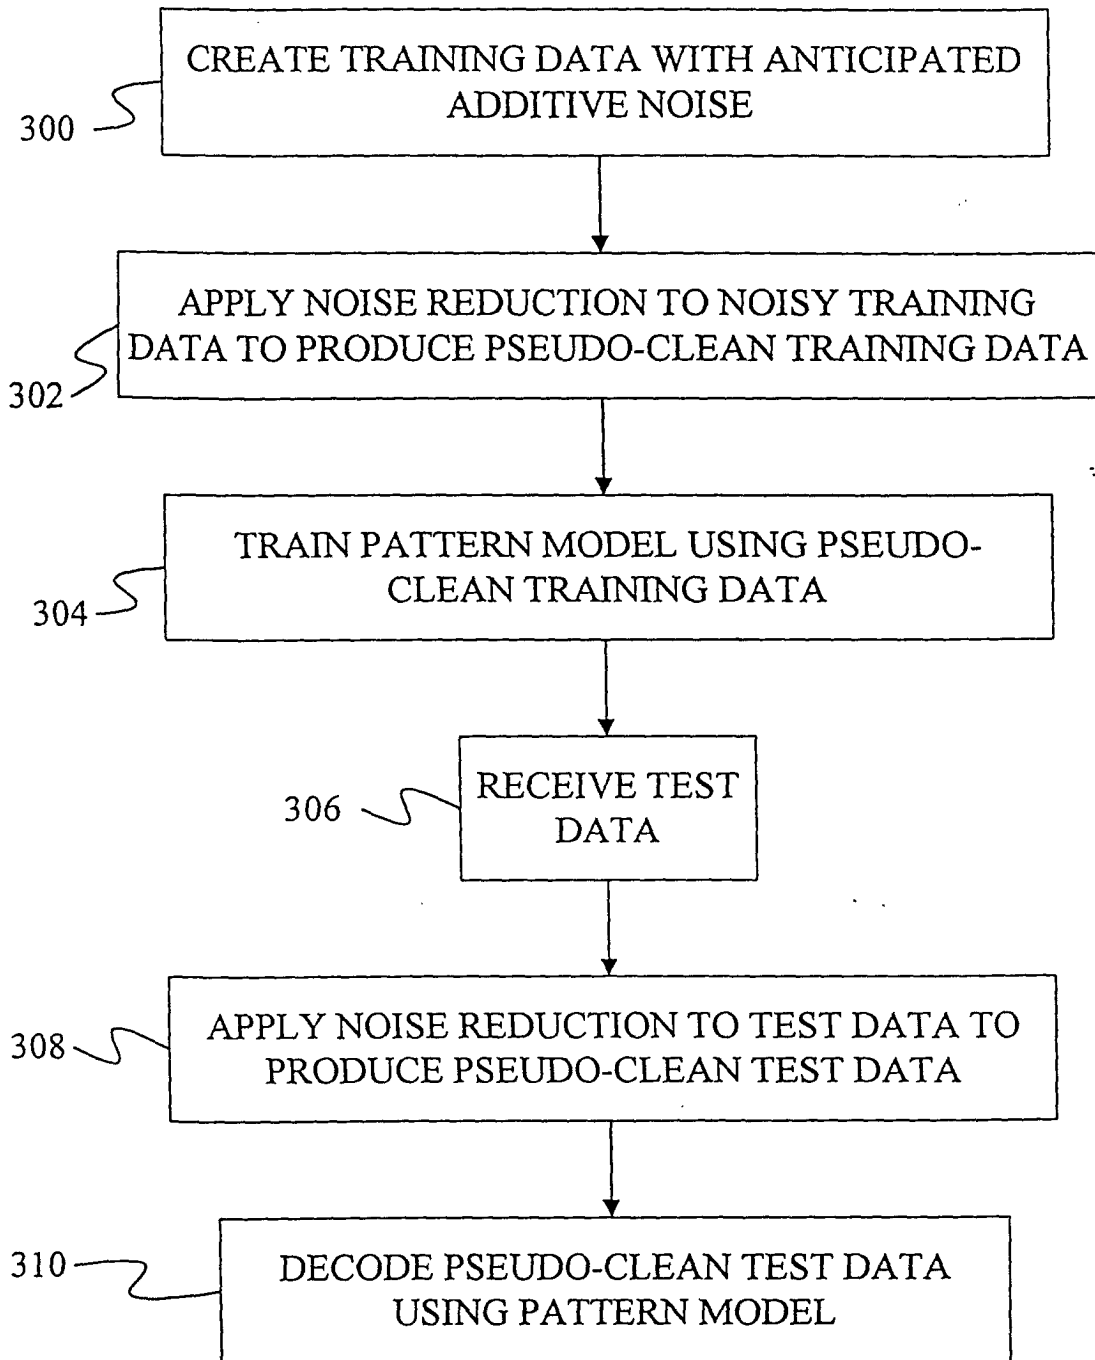 CREATE TRAINING DATA WITH ANTICIPATED
ADDITIVE NOISE
300
APPLY NOISE REDUCTION TO NOISY TRAINING
DATA TO PRODUCE PSEUDO-CLEAN TRAINING DATA
302
TRAIN PATTERN MODEL USING PSEUDO-
CLEAN TRAINING DATA
304
RECEIVE TEST
DATA
306
APPLY NOISE REDUCTION TO TEST DATA TO
PRODUCE PSEUDO-CLEAN TEST DATA
308
DECODE PSEUDO-CLEAN TEST DATA
USING PATTERN MODEL
310